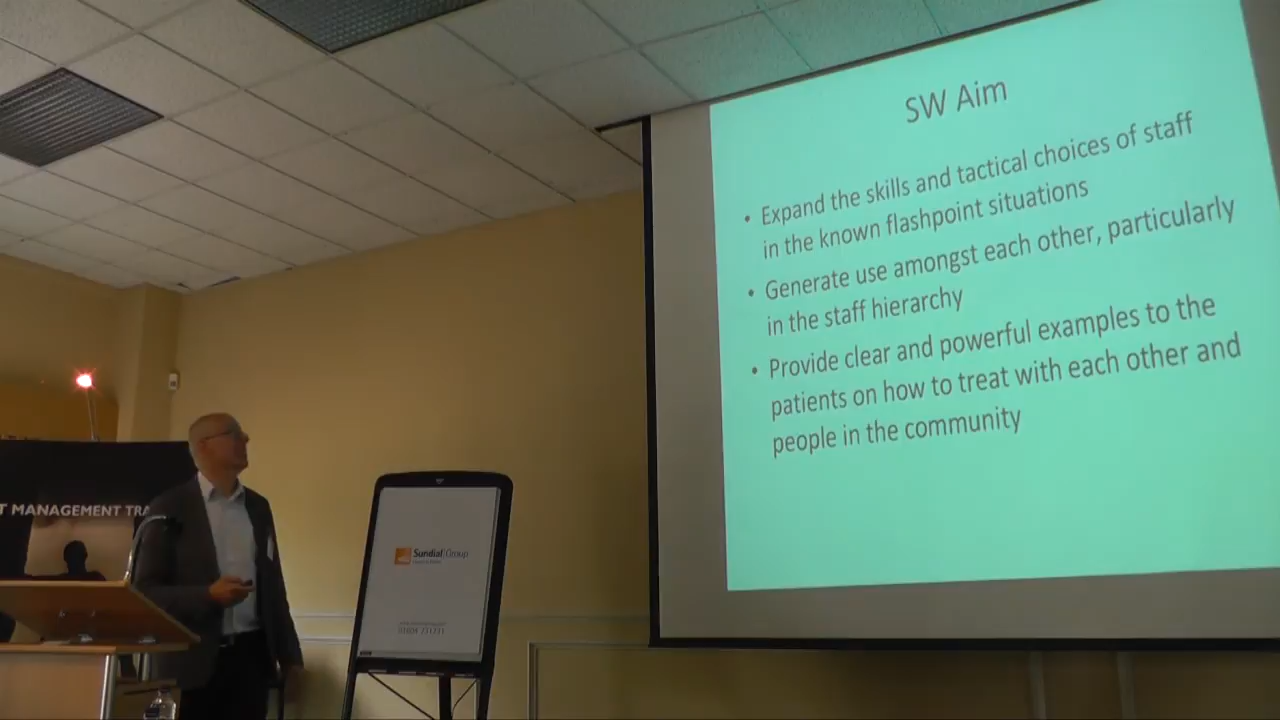 SW Aim
• Expand the skills and tactical choices of staff
in the known flashpoint situations
• Generate use amongst each other, particularly
in the staff hierarchy
• Provide clear and powerful examples to the
patients on how to treat with each other and
people in the community
T MANAGEMENT TRA
Sundial Group